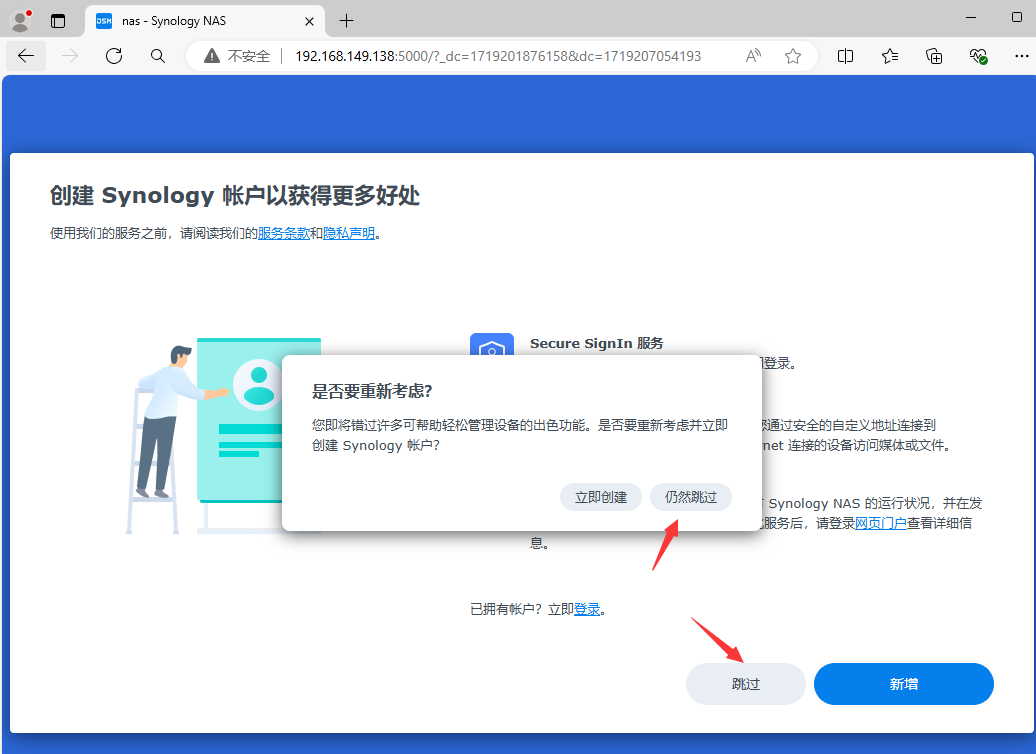 DSM nas - Synology NAS
不安全 192.168.149.138:5000/?_dc=1719201876158&dc=1719207054193
创建 Synology 帐户以获得更多好处
使用我们的服务之前，请阅读我们的服务条款和隐私声明。
Secure SignIn 服务
登录。
是否要重新考虑?
您即将错过许多可帮助轻松管理设备的出色功能。是否要重新考虑并立即
创建 Synology 帐户?
通过安全的自定义地址连接到
rnet 连接的设备访问媒体或文件。
立即创建
仍然跳过
Synology NAS 的运行状况，并在发
服务后，请登录网页门户查看详细信
息。
已拥有帐户? 立即登录。
跳过
新增